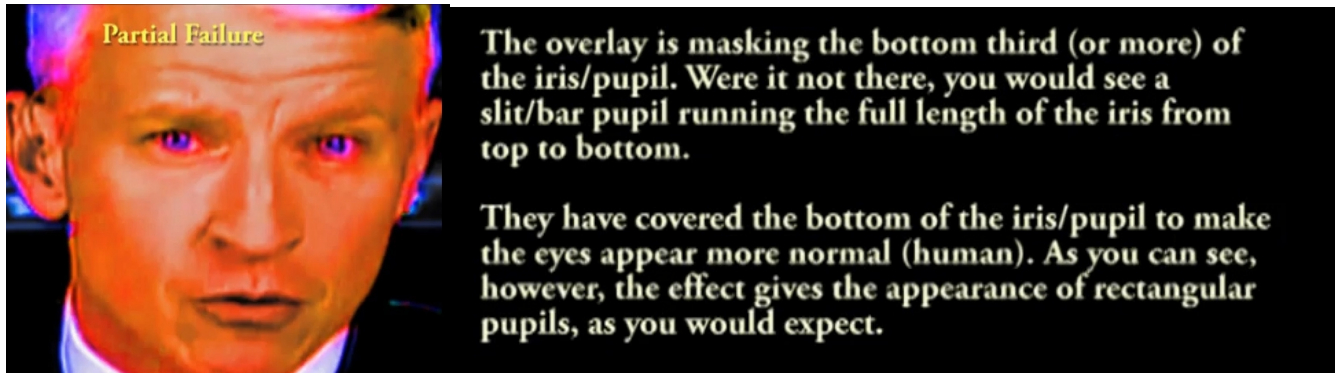 Partial Failure
The overlay is masking the bottom third (or more) of
the iris/pupil. Were it not there, you would see a
slit/bar pupil running the full length of the iris from
top to bottom.
They have covered the bottom of the iris/pupil to make
the eyes appear more normal (human). As you can see,
however, the effect gives the appearance of rectangular
pupils, as you would expect.